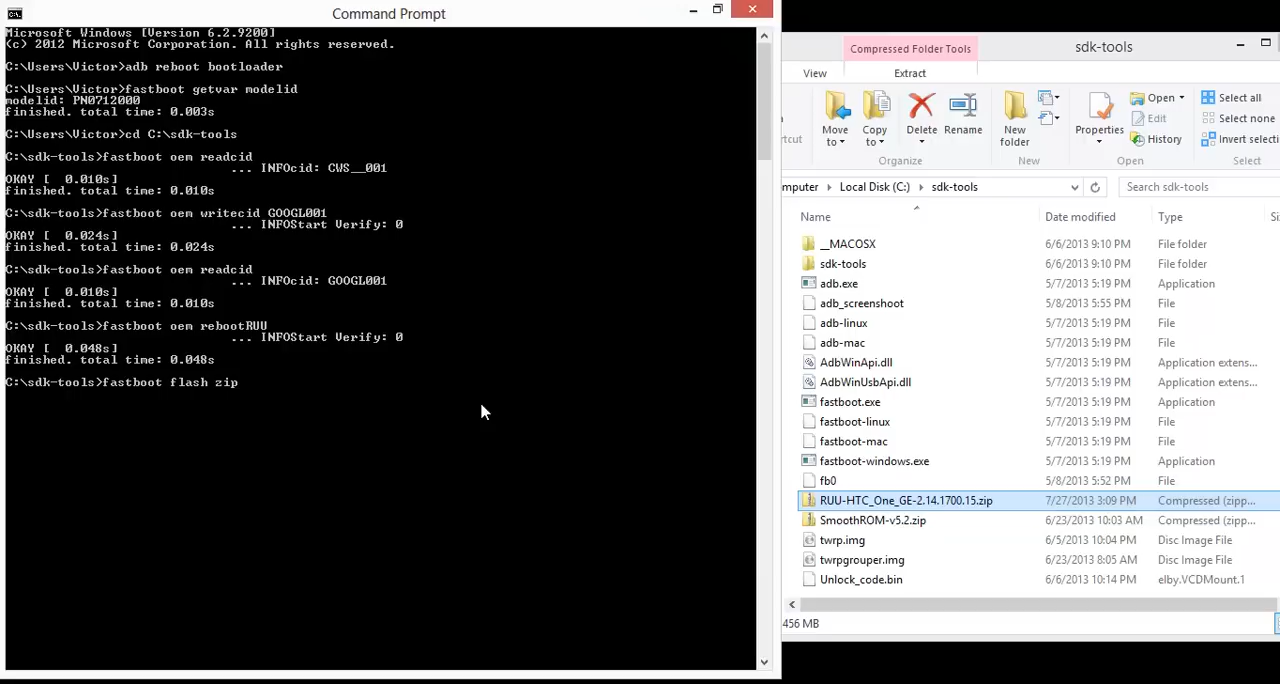 Command Prompt
Microsoft Windows [Version 6.2.9200]
(c) 2012 Microsoft Corporation. All rights reserved.
C:\Users\Victor>adb reboot bootloader
C:\Users\Victor>fastboot getvar modelid
modelid: PN0712000
finished. total time: 0.003s
C:\Users\Victor>cd C:\sdk-tools
C:\sdk-tools>fastboot oem readcid
... INFOcid: CWS__001
OKAY [  0.010s]
finished. total time: 0.010s
C:\sdk-tools>fastboot oem writecid GOOGL001
... INFOStart Verify: 0
OKAY [  0.024s]
finished. total time: 0.024s
C:\sdk-tools>fastboot oem readcid
... INFOcid: GOOGL001
OKAY [  0.010s]
finished. total time: 0.010s
C:\sdk-tools>fastboot oem rebootRUU
... INFOStart Verify: 0
OKAY [  0.048s]
finished. total time: 0.048s
C:\sdk-tools>fastboot flash zip
Compressed Folder Tools
sdk-tools
View
Extract
Move to
Copy to
Delete
Rename
New folder
Properties
Open
Edit
History
Select all
Select none
Invert selecti
Organize
New
Open
Select
mputer
Local Disk (C:)
sdk-tools
Search sdk-tools
Name
Date modified
Type
__MACOSX 6/6/2013 9:10 PM File folder
sdk-tools 6/6/2013 9:10 PM File folder
adb.exe 5/7/2013 5:19 PM Application
adb_screenshoot 5/8/2013 5:55 PM File
adb-linux 5/7/2013 5:19 PM File
adb-mac 5/7/2013 5:19 PM File
AdbWinApi.dll 5/7/2013 5:19 PM Application extens...
AdbWinUsbApi.dll 5/7/2013 5:19 PM Application extens...
fastboot.exe 5/7/2013 5:19 PM Application
fastboot-linux 5/7/2013 5:19 PM File
fastboot-mac 5/7/2013 5:19 PM File
fastboot-windows.exe 5/7/2013 5:19 PM Application
fb0 5/8/2013 5:52 PM File
RUU-HTC_One_GE-2.14.1700.15.zip 7/27/2013 3:09 PM Compressed (zipp...
SmoothROM-v5.2.zip 6/23/2013 10:03 AM Compressed (zipp...
twrp.img 6/5/2013 10:04 PM Disc Image File
twrpgrouper.img 6/23/2013 8:05 AM Disc Image File
Unlock_code.bin 6/6/2013 10:14 PM elby.VCDMount.1
456 MB